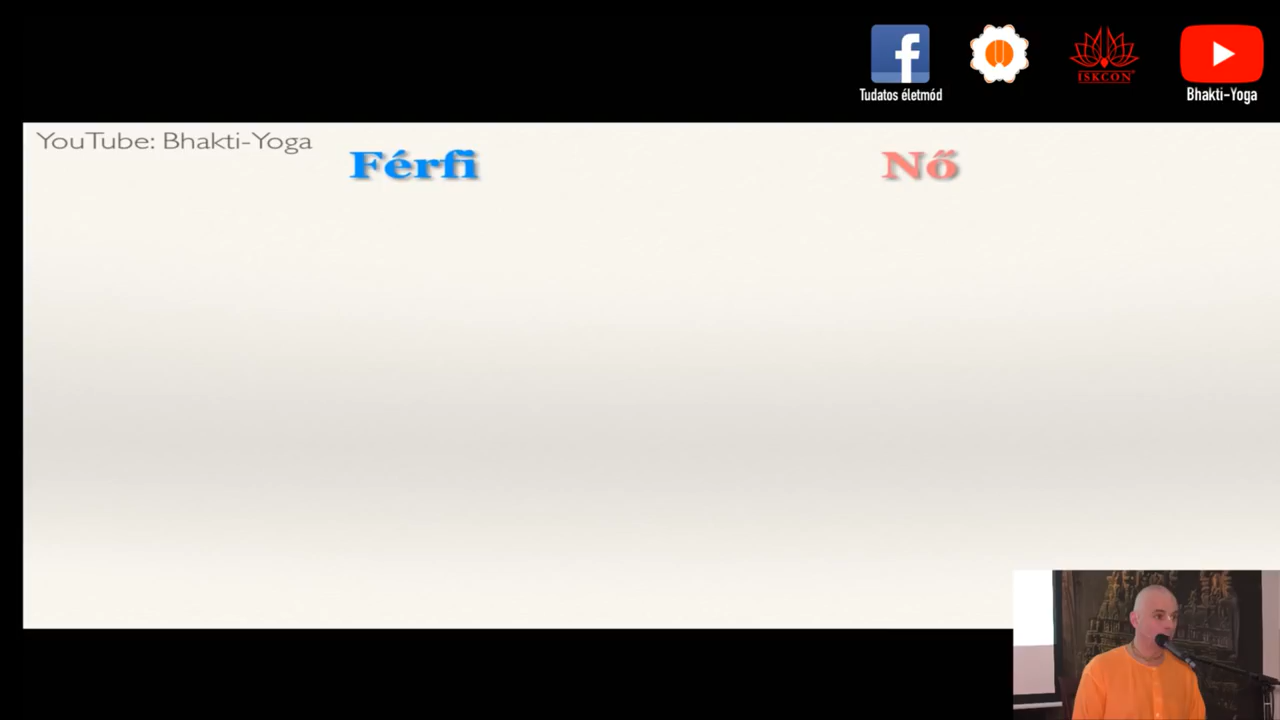 Tudatos életmód
ISKCON
Bhakti-Yoga
YouTube: Bhakti-Yoga
Férfi
Nő